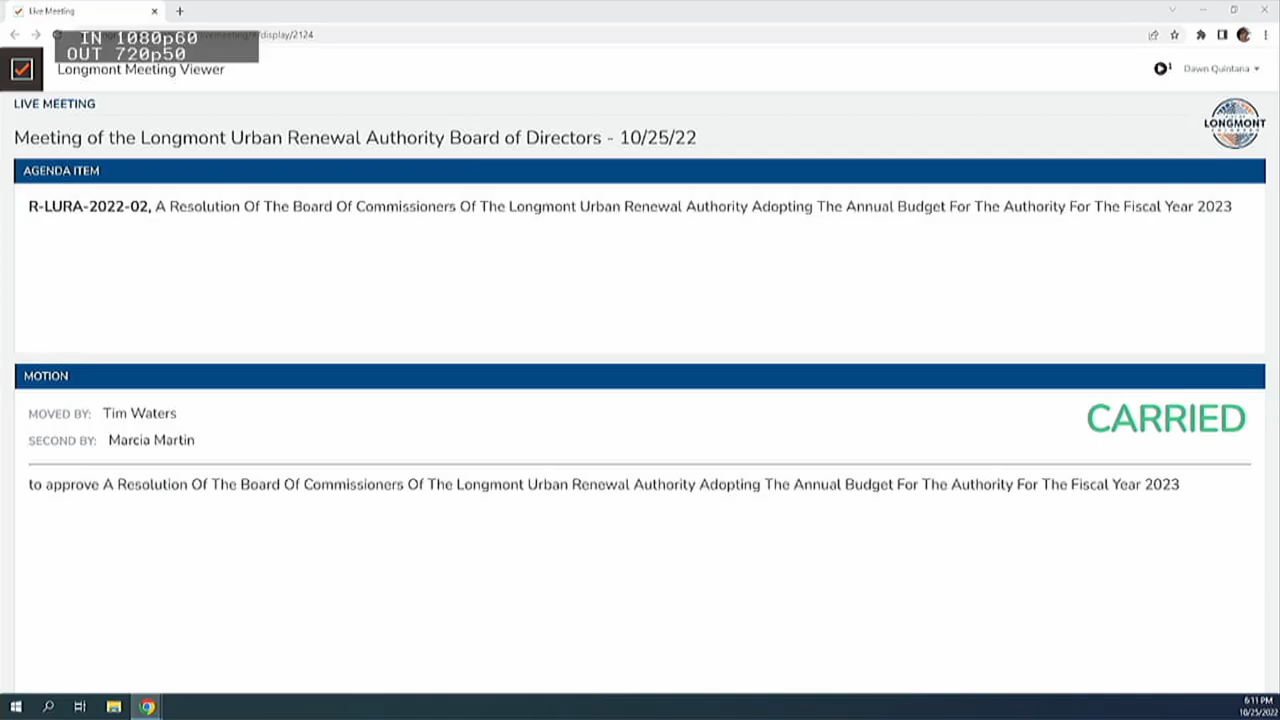 Live Meeting
IN 1080p60
OUT 720p50
/display/2124
Longmont Meeting Viewer
1
Dawn Quintana
LIVE MEETING
LONGMONT
Meeting of the Longmont Urban Renewal Authority Board of Directors - 10/25/22
AGENDA ITEM
R-LURA-2022-02, A Resolution Of The Board Of Commissioners Of The Longmont Urban Renewal Authority Adopting The Annual Budget For The Authority For The Fiscal Year 2023
MOTION
MOVED BY: Tim Waters
CARRIED
SECOND BY: Marcia Martin
to approve A Resolution Of The Board Of Commissioners Of The Longmont Urban Renewal Authority Adopting The Annual Budget For The Authority For The Fiscal Year 2023
6:11 PM
10/25/2022